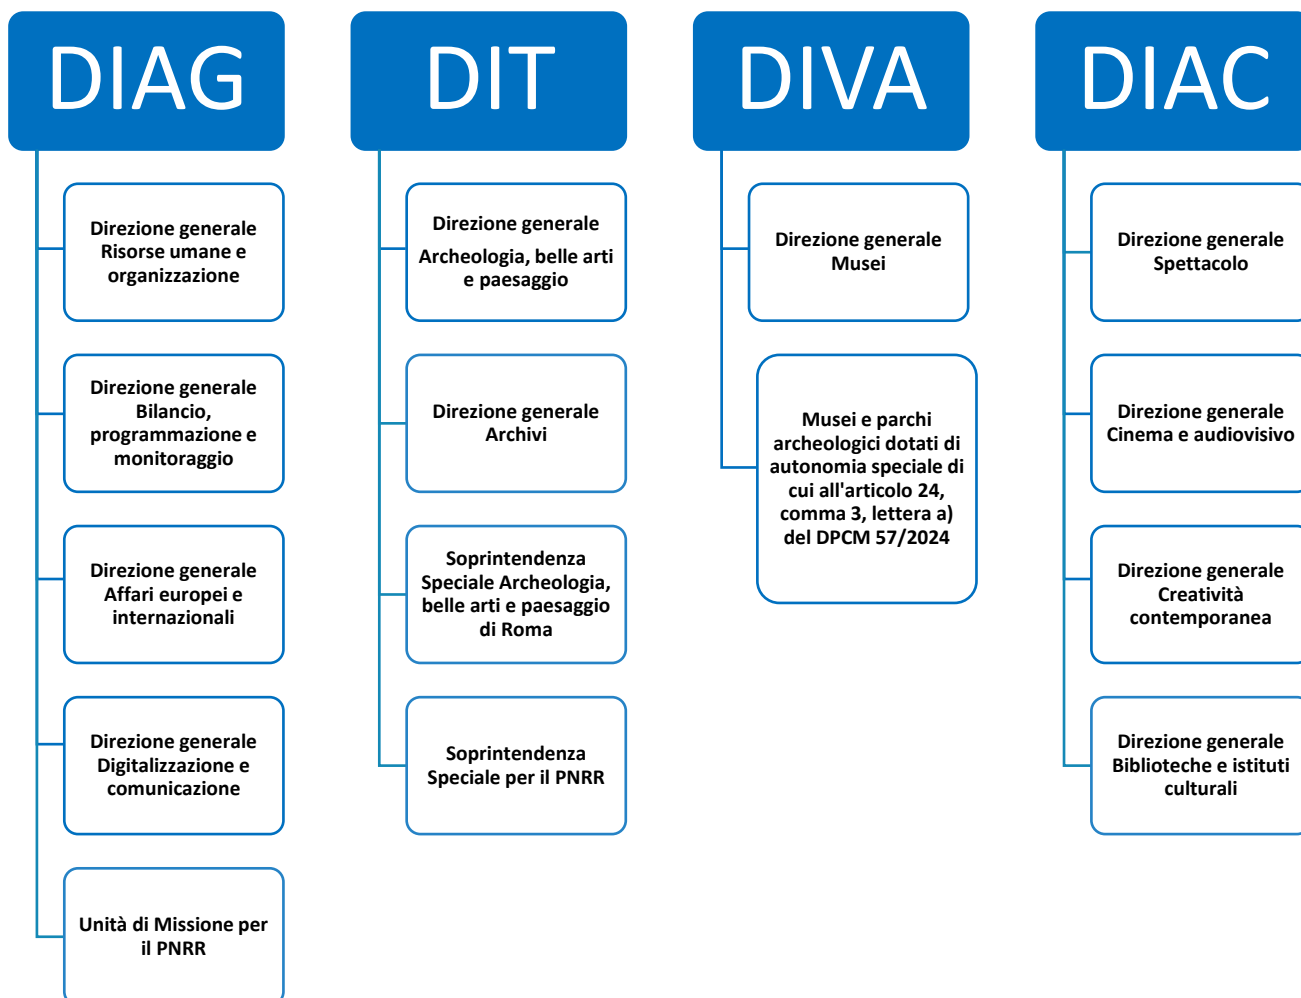 DIAG
Direzione generale
Risorse umane e
organizzazione
Direzione generale
Bilancio,
programmazione e
monitoraggio
Direzione generale
Affari europei e
internazionali
Direzione generale
Digitalizzazione e
comunicazione
Unità di Missione per
il PNRR
DIT
Direzione generale
Archeologia, belle arti
e paesaggio
Direzione generale
Archivi
Soprintendenza
Speciale Archeologia,
belle arti e paesaggio
di Roma
Soprintendenza
Speciale per il PNRR
DIVA
Direzione generale
Musei
Musei e parchi
archeologici dotati di
autonomia speciale di
cui all'articolo 24,
comma 3, lettera a)
del DPCM 57/2024
DIAC
Direzione generale
Spettacolo
Direzione generale
Cinema e audiovisivo
Direzione generale
Creatività
contemporanea
Direzione generale
Biblioteche e istituti
culturali